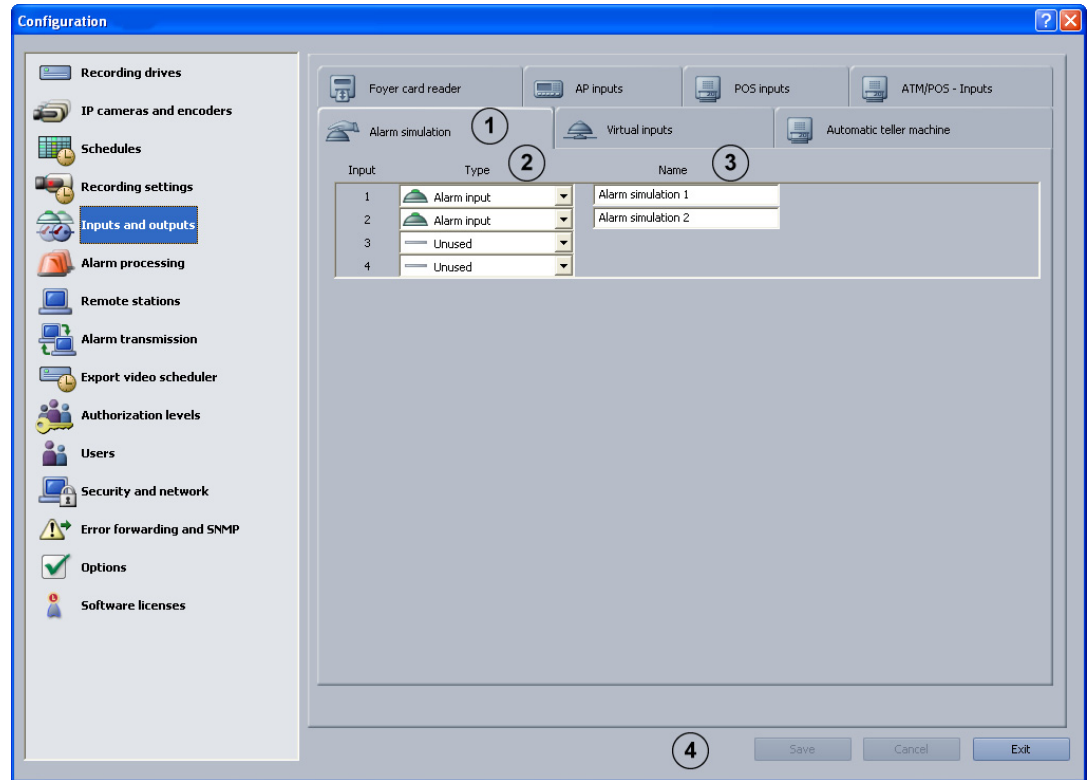 Configuration
Recording drives
IP cameras and encoders
Schedules
Recording settings
Inputs and outputs
Alarm processing
Remote stations
Alarm transmission
Export video scheduler
Authorization levels
Users
Security and network
Error forwarding and SNMP
Options
Software licenses
Foyer card reader AP inputs POS inputs ATM/POS - Inputs
Alarm simulation 1 Virtual inputs Automatic teller machine
Input Type 2 Name 3
1 Alarm input Alarm simulation 1
2 Alarm input Alarm simulation 2
3 Unused
4 Unused
4 Save Cancel Exit